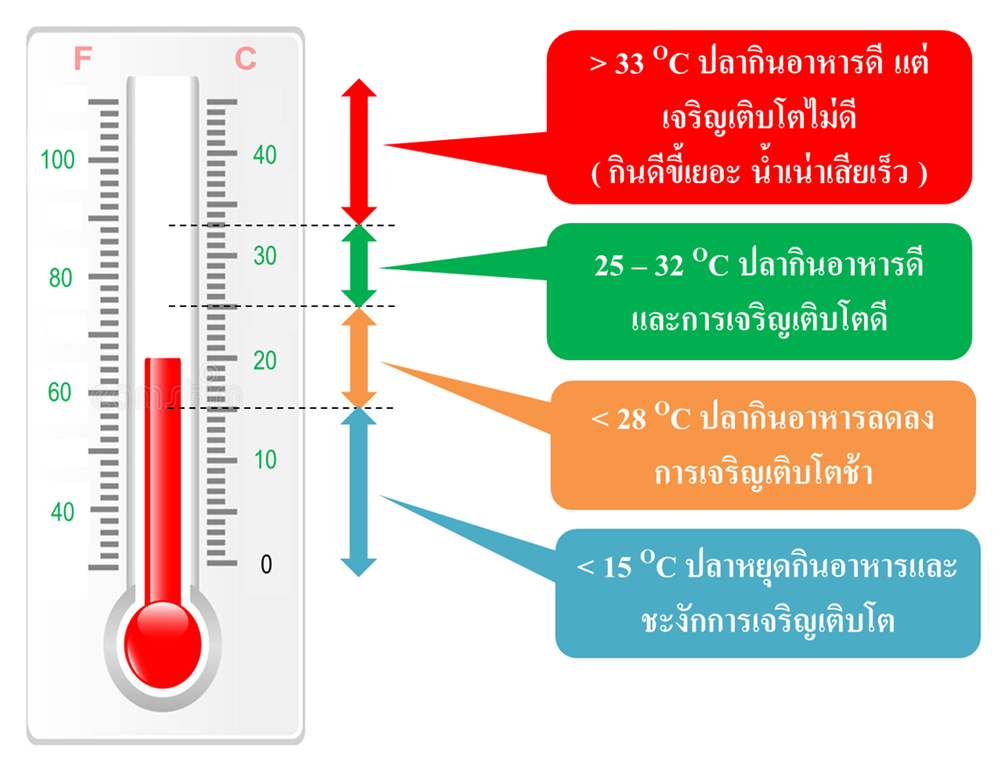 F C
100
80
60
40
40
30
20
10
0
> 33 ᴼC ปลากินอาหารดี แต่
เจริญเติบโตไม่ดี
( กินดีขี้เยอะ น้ำเน่าเสียเร็ว )
25 – 32 ᴼC ปลากินอาหารดี
และการเจริญเติบโตดี
< 28 ᴼC ปลากินอาหารลดลง
การเจริญเติบโตช้า
< 15 ᴼC ปลาหยุดกินอาหารและ
ชะงักการเจริญเติบโต